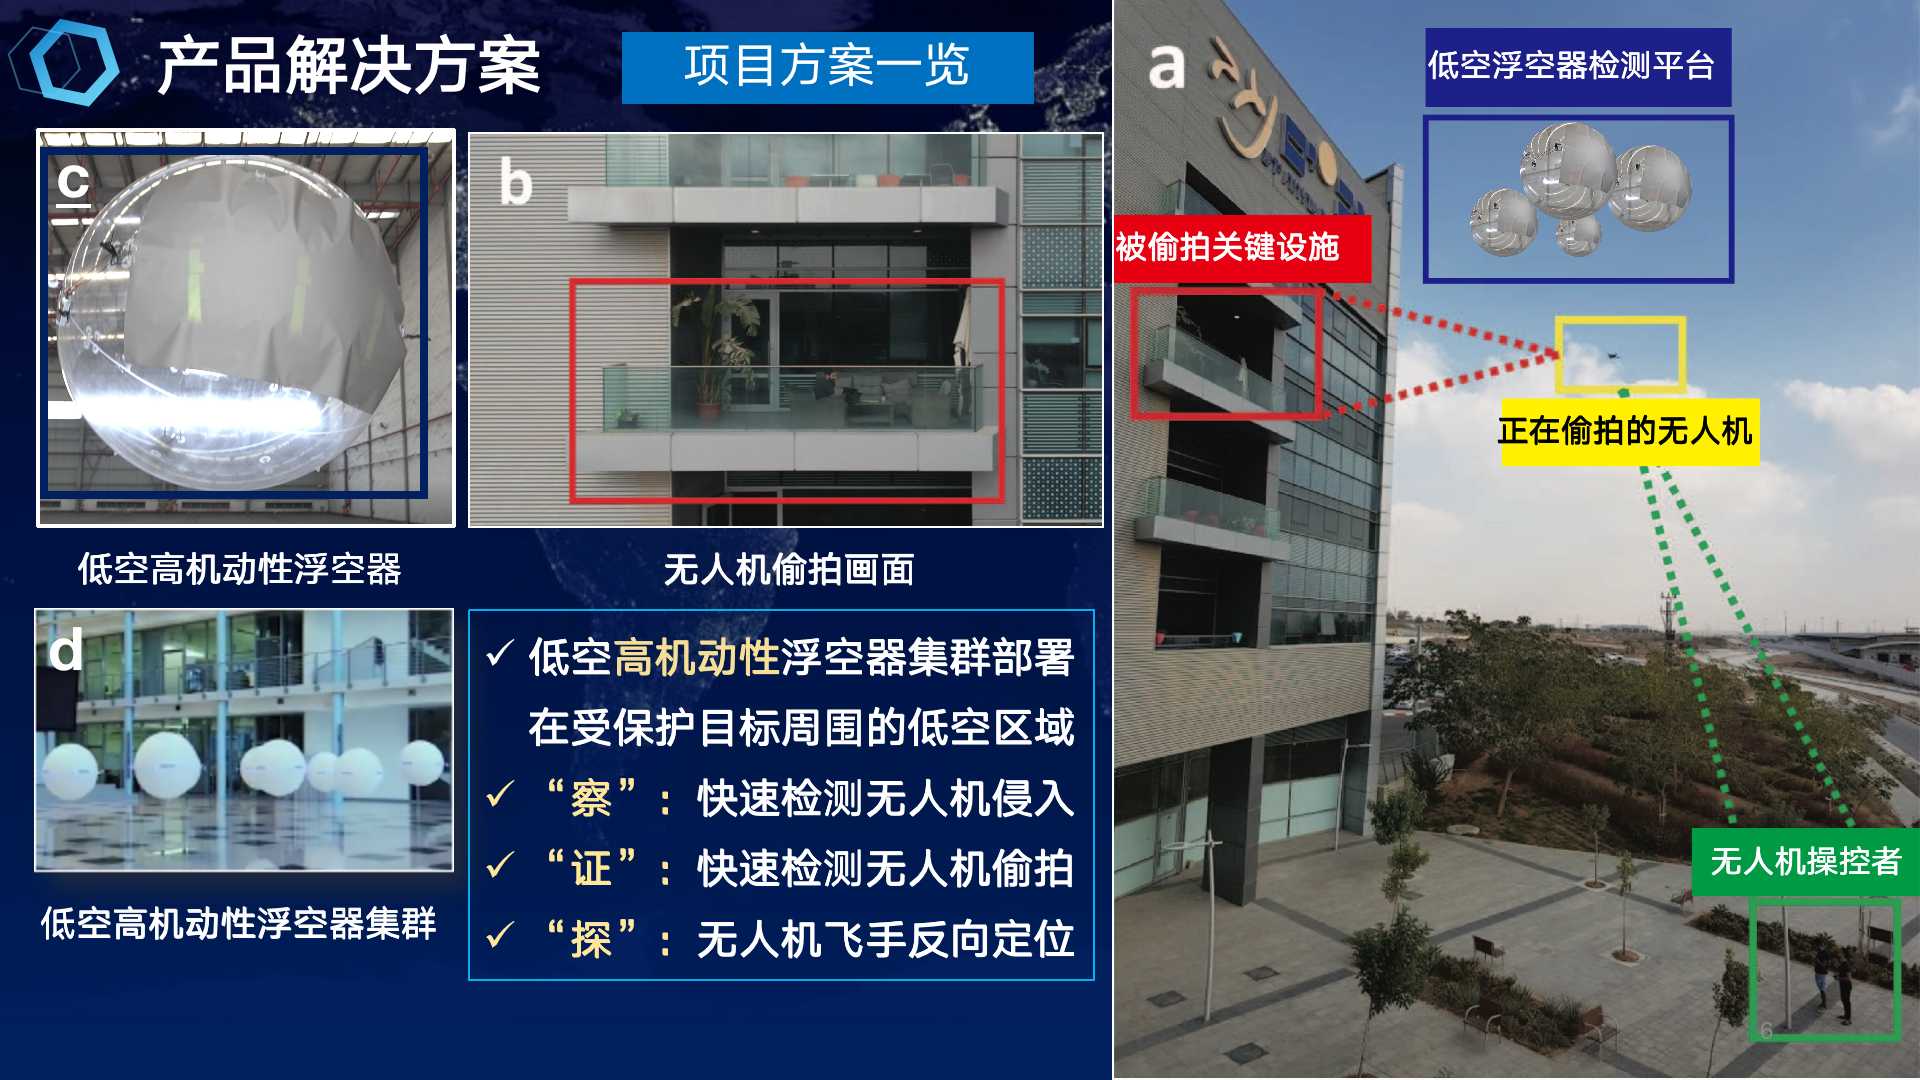 产品解决方案
项目方案一览
c
b
低空高机动性浮空器
无人机偷拍画面
d
低空高机动性浮空器集群
✓ 低空高机动性浮空器集群部署
在受保护目标周围的低空区域
✓ “察”：快速检测无人机侵入
✓ “证”：快速检测无人机偷拍
✓ “探”：无人机飞手反向定位
a
低空浮空器检测平台
被偷拍关键设施
正在偷拍的无人机
无人机操控者
6